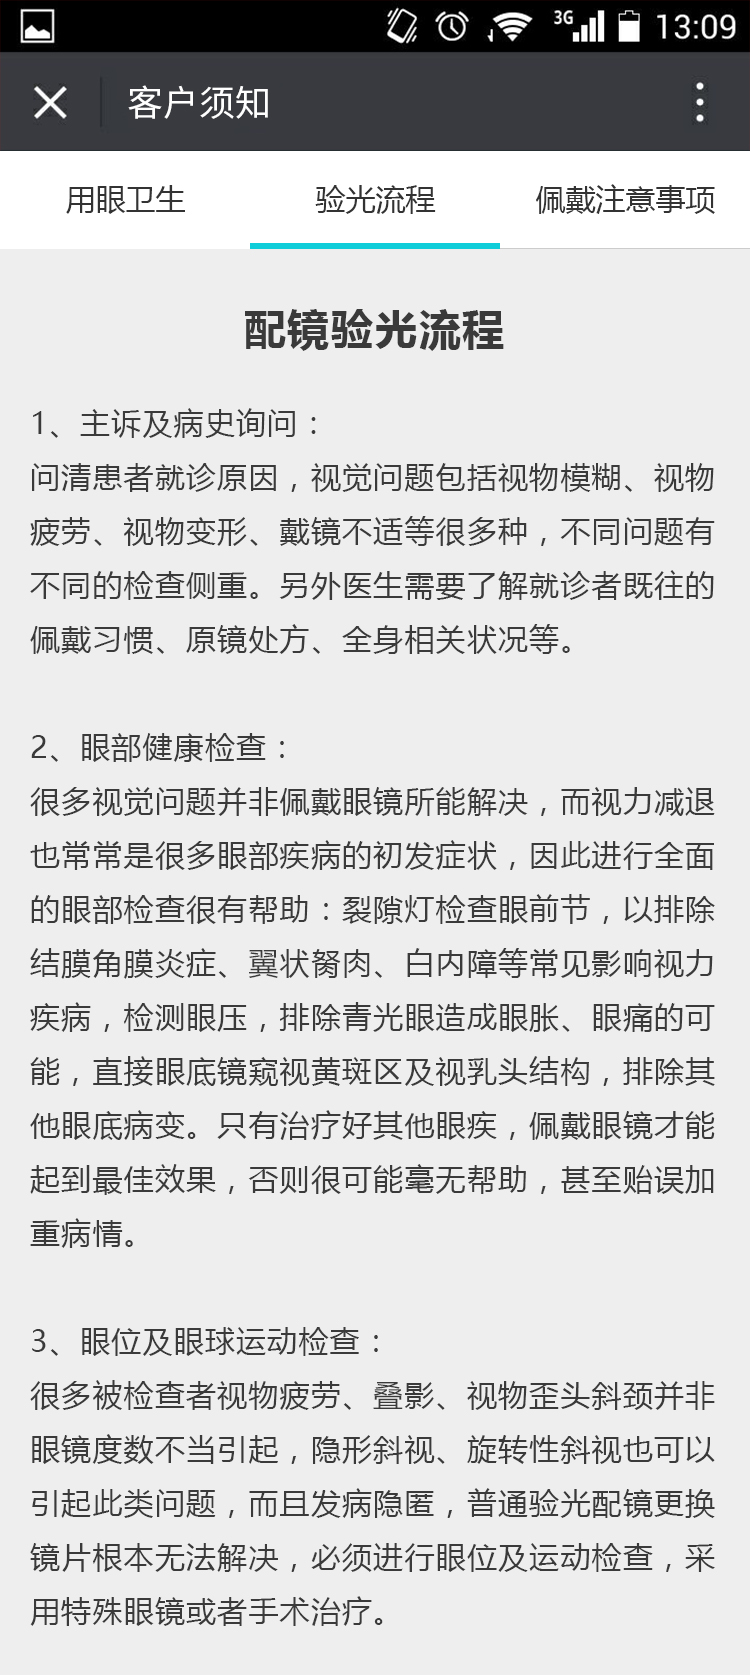 3G 13:09
客户须知
用眼卫生 验光流程 佩戴注意事项
配镜验光流程
1、主诉及病史询问：
问清患者就诊原因，视觉问题包括视物模糊、视物
疲劳、视物变形、戴镜不适等很多种，不同问题有
不同的检查侧重。另外医生需要了解就诊者既往的
佩戴习惯、原镜处方、全身相关状况等。
2、眼部健康检查：
很多视觉问题并非佩戴眼镜所能解决，而视力减退
也常常是很多眼部疾病的初发症状，因此进行全面
的眼部检查很有帮助：裂隙灯检查眼前节，以排除
结膜角膜炎症、翼状胬肉、白内障等常见影响视力
疾病，检测眼压，排除青光眼造成眼胀、眼痛的可
能，直接眼底镜窥视黄斑区及视乳头结构，排除其
他眼底病变。只有治疗好其他眼疾，佩戴眼镜才能
起到最佳效果，否则很可能毫无帮助，甚至贻误加
重病情。
3、眼位及眼球运动检查：
很多被检查者视物疲劳、叠影、视物歪头斜颈并非
眼镜度数不当引起，隐形斜视、旋转性斜视也可以
引起此类问题，而且发病隐匿，普通验光配镜更换
镜片根本无法解决，必须进行眼位及运动检查，采
用特殊眼镜或者手术治疗。